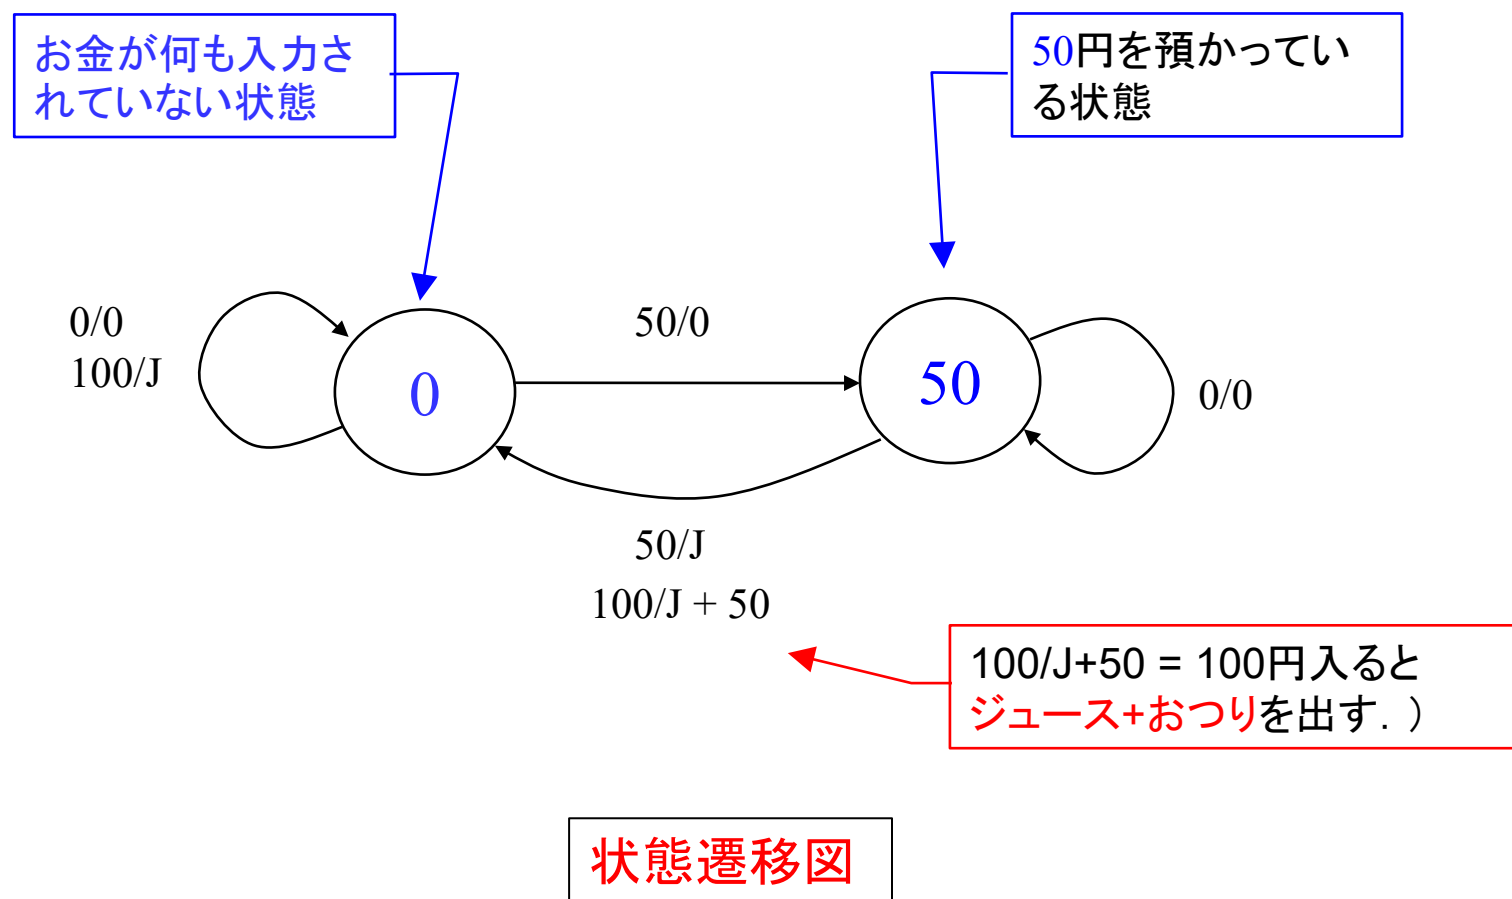 お金が何も入力さ
れていない状態
50円を預かってい
る状態
0/0
100/J
50/0
0
50
0/0
50/J
100/J + 50
100/J+50 = 100円入ると
ジュース+おつりを出す. )
状態遷移図